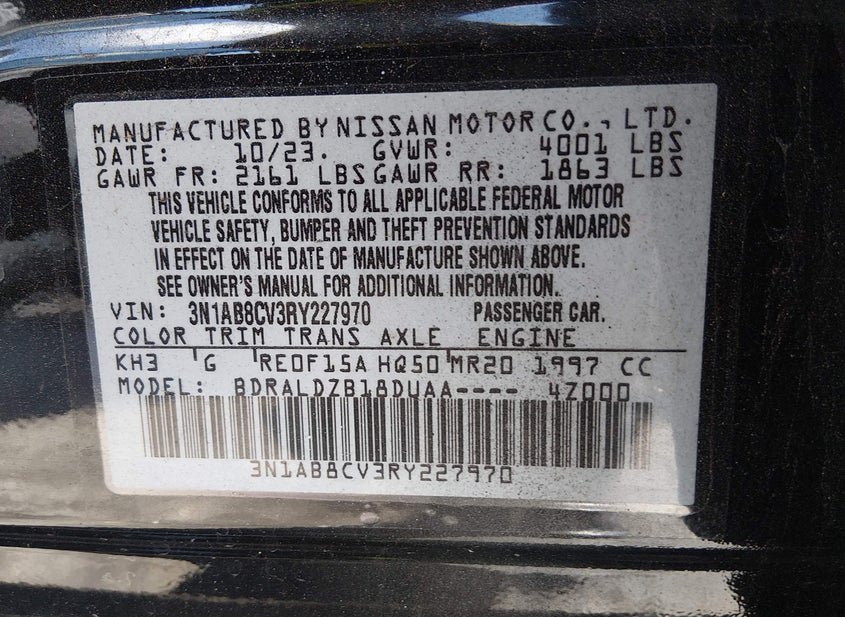 MANUFACTURED BY NISSAN MOTOR CO., LTD.
DATE: 10/23. GVWR: 4001 LBS
GAWR FR: 2161 LBS GAWR RR: 1863 LBS
THIS VEHICLE CONFORMS TO ALL APPLICABLE FEDERAL MOTOR
VEHICLE SAFETY, BUMPER AND THEFT PREVENTION STANDARDS
IN EFFECT ON THE DATE OF MANUFACTURE SHOWN ABOVE.
SEE OWNER'S MANUAL FOR ADDITIONAL INFORMATION.
VIN: 3N1AB8CV3RY227970 PASSENGER CAR.
COLOR TRIM TRANS AXLE ENGINE
KH3 G RE0F15A HQ50 MR20 1997 CC
MODEL: BDRALDZB18DUAA---- 4Z000
3N1AB8CV3RY227970